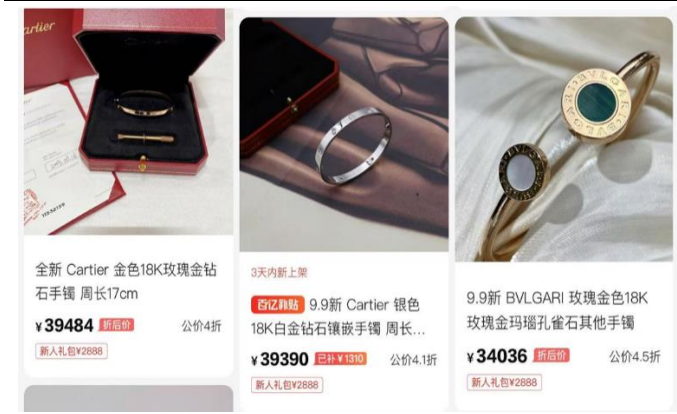 artier
全新 Cartier 金色18K玫瑰金钻
石手镯 周长17cm
¥39484 折后价 公价4折
新人礼包¥2888
3天内新上架
百亿补贴 9.9新 Cartier 银色
18K白金钻石镶嵌手镯 周长...
¥39390 已补¥1310 公价4.1折
新人礼包¥2888
BVLGARI BVLGARI
9.9新 BVLGARI 玫瑰金色18K
玫瑰金玛瑙孔雀石其他手镯
¥34036 折后价 公价4.5折
新人礼包¥2888